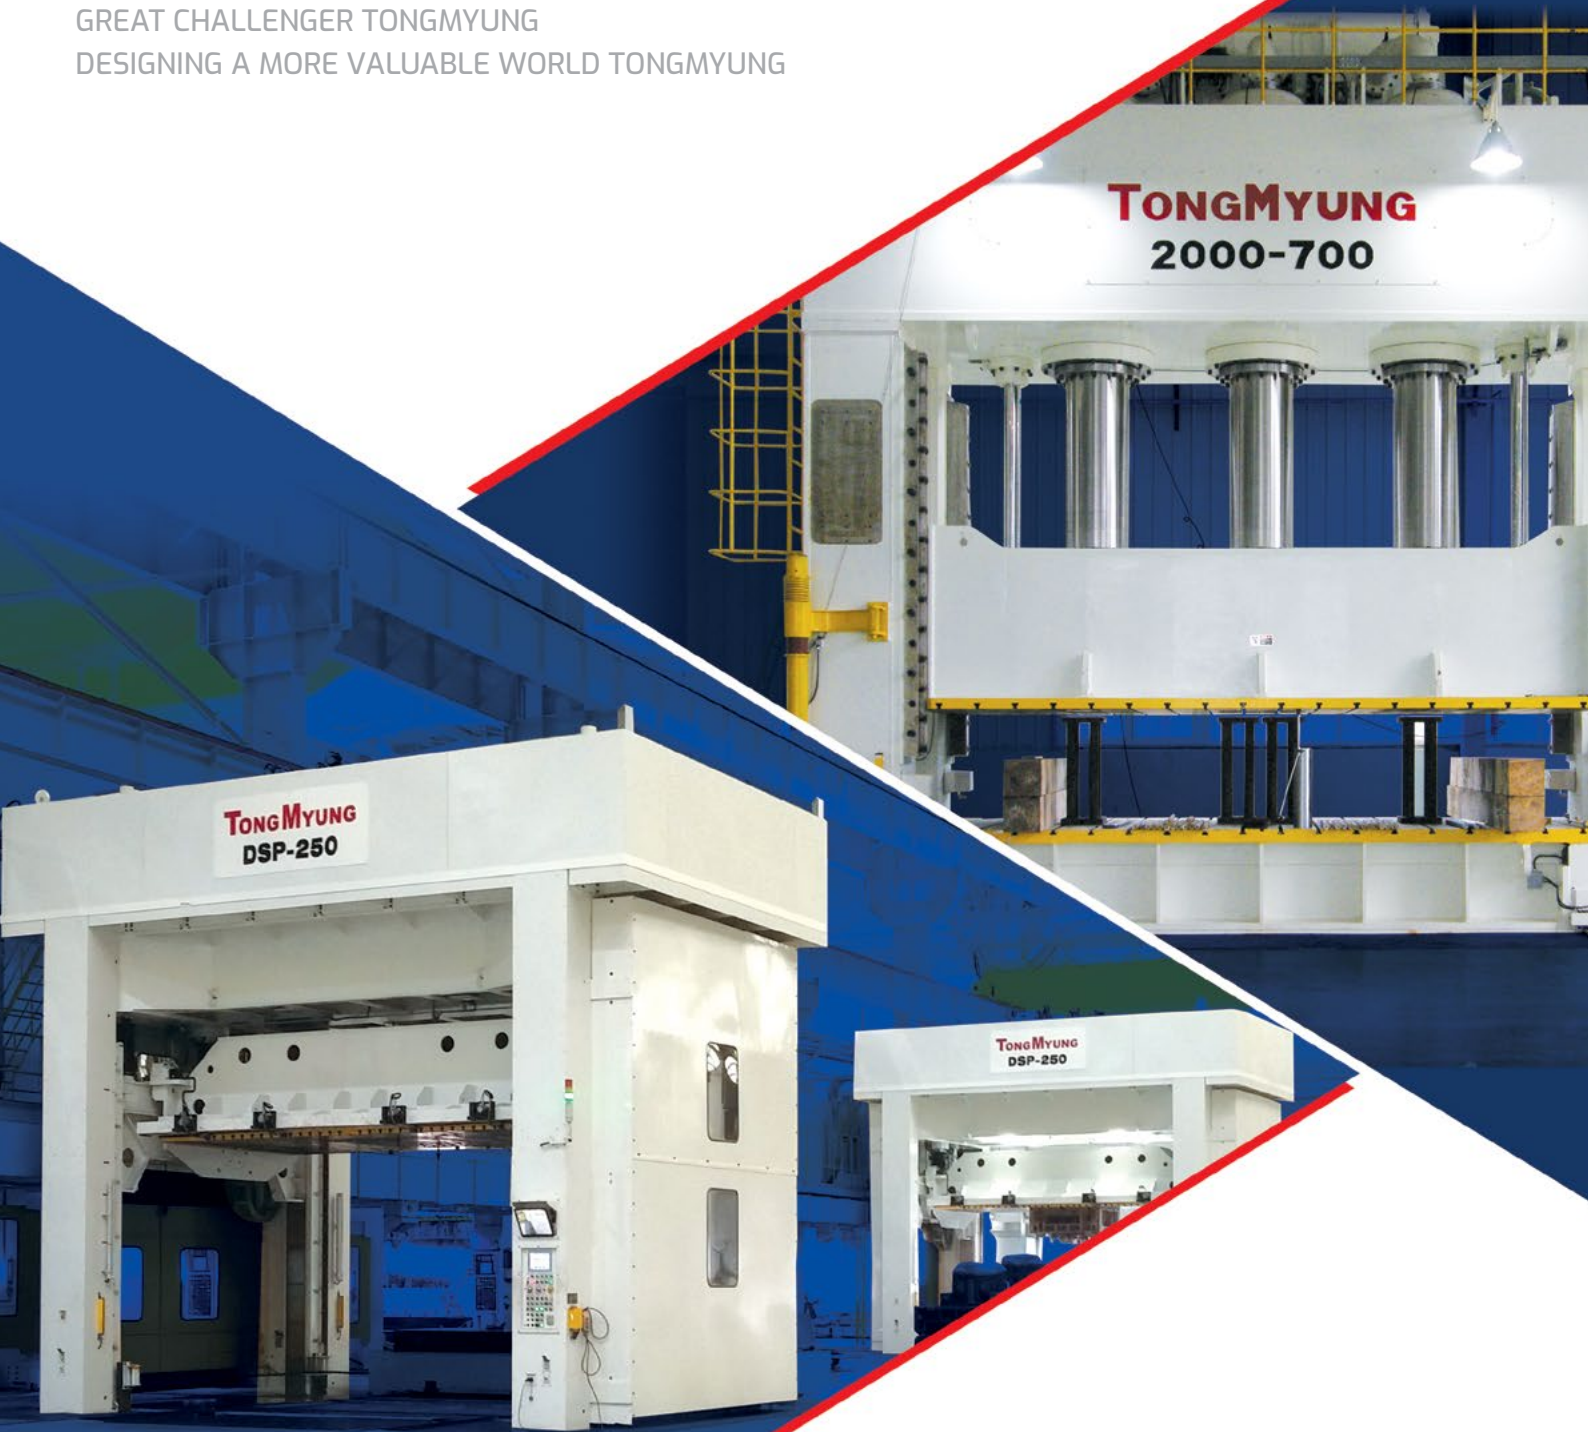 GREAT CHALLENGER TONGMYUNG
DESIGNING A MORE VALUABLE WORLD TONGMYUNG
TONGMYUNG
2000-700
TONGMYUNG
DSP-250
TONGMYUNG
DSP-250